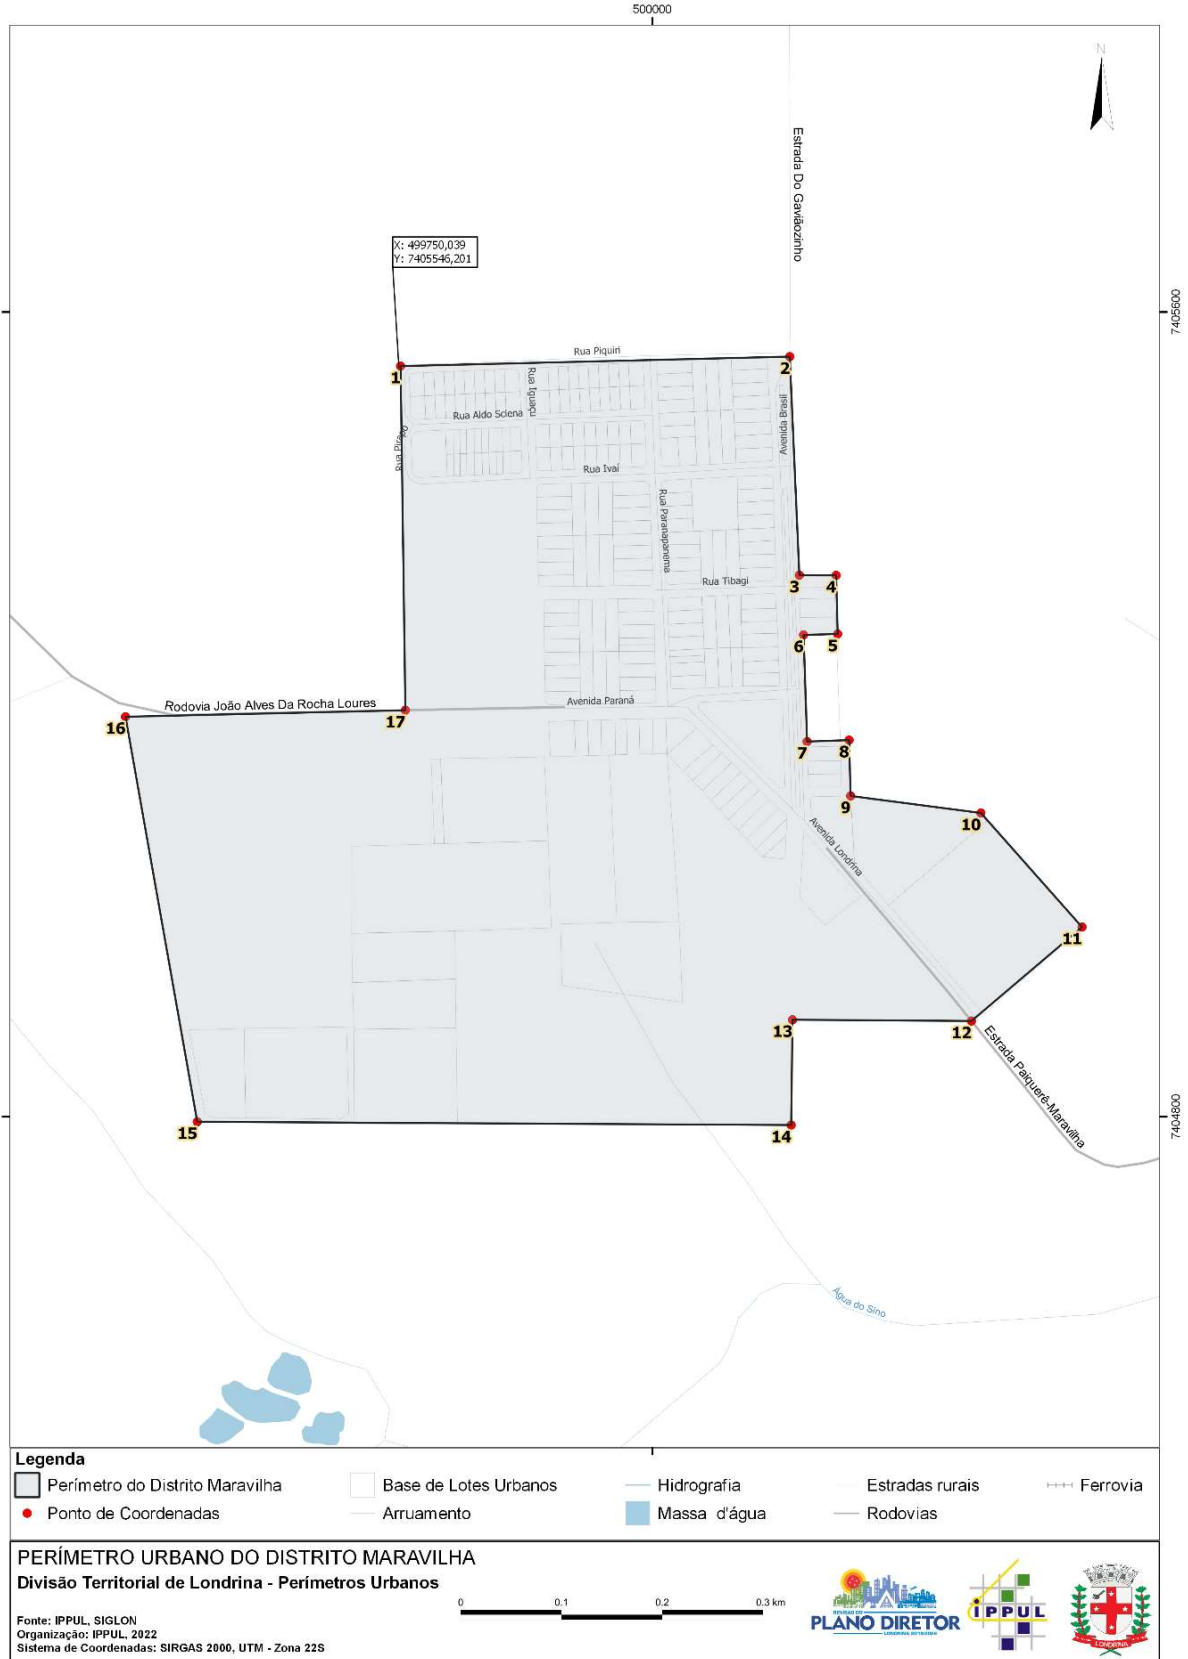 500000
N
Estrada Do Gaviãozinho
X: 499750,039
Y: 7405546,201
7405600
Rua Piquiri
1
2
Rua Iguaçu
Rua Aldo Sciena
Avenida Brasil
Rua Pirapó
Rua Ivaí
Rua Paranapanema
Rua Tibagi
3
4
6
5
Rodovia João Alves Da Rocha Loures
Avenida Paraná
16
17
7
8
9
10
Avenida Londrina
11
13
12
Estrada Paiquerê-Maravilha
15
14
7404800
Água do Sino
Legenda
Perímetro do Distrito Maravilha
Base de Lotes Urbanos
Hidrografia
Estradas rurais
Ferrovia
Ponto de Coordenadas
Arruamento
Massa d'água
Rodovias
PERÍMETRO URBANO DO DISTRITO MARAVILHA
Divisão Territorial de Londrina - Perímetros Urbanos
0 0.1 0.2 0.3 km
Fonte: IPPUL, SIGLON
Organização: IPPUL, 2022
Sistema de Coordenadas: SIRGAS 2000, UTM - Zona 22S
REVISÃO DO
PLANO DIRETOR
IPPUL
LONDRINA